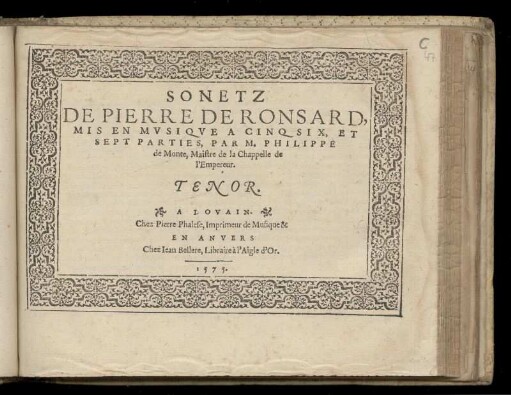 C
SONETZ
DE PIERRE DE RONSARD,
MIS EN MVSIQVE A CINQ SIX, ET
SEPT PARTIES, PAR M. PHILIPPE
de Monte, Maistre de la Chappelle de
l'Empereur.
TENOR.
A LOVAIN.
Chez Pierre Phalese, Imprimeur de Musique &
EN ANVERS
Chez Iean Bellere, Libraire à l'Aigle d'Or.
1575.